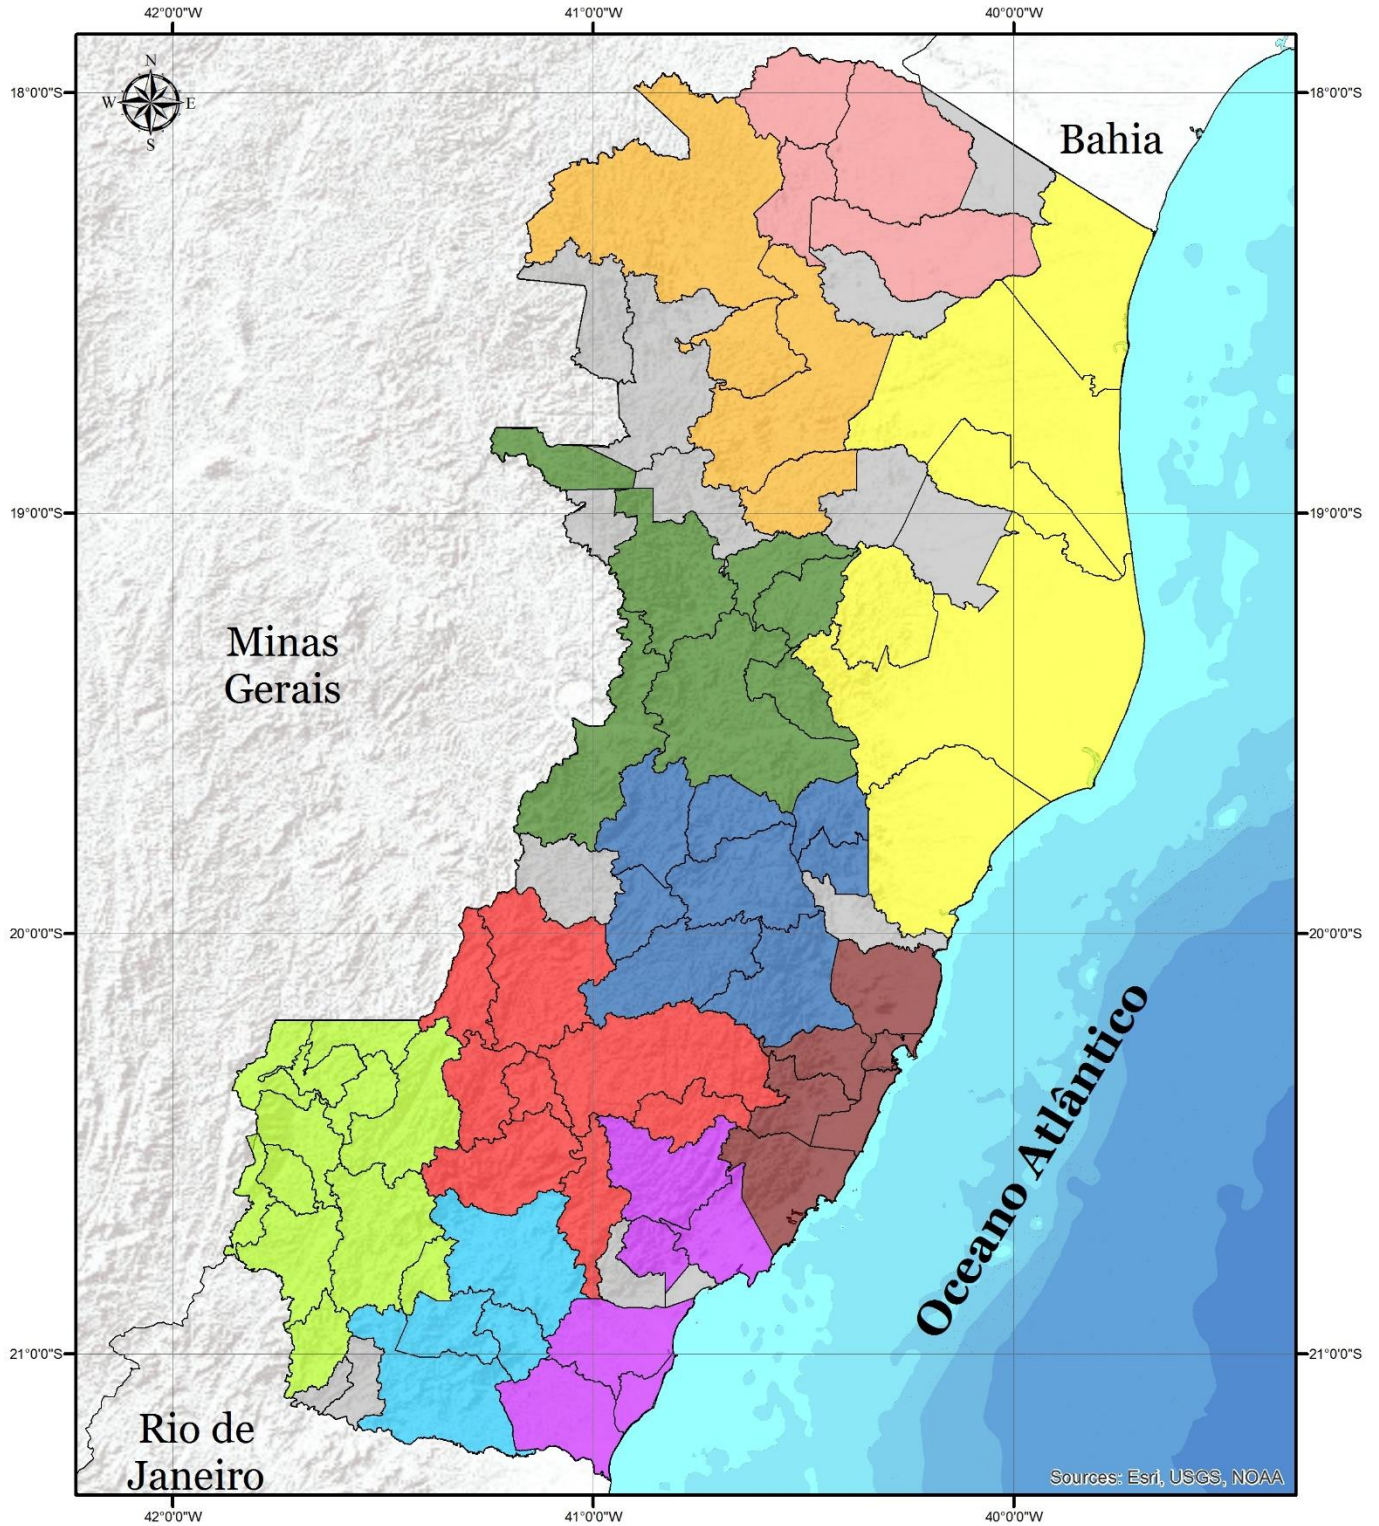 42°0'0"W
41°0'0"W
40°0'0"W
N
W
E
S
18°0'0"S
18°0'0"S
Bahia
19°0'0"S
19°0'0"S
Minas
Gerais
20°0'0"S
20°0'0"S
Oceano Atlântico
21°0'0"S
21°0'0"S
Rio de
Janeiro
Sources: Esri, USGS, NOAA
42°0'0"W
41°0'0"W
40°0'0"W